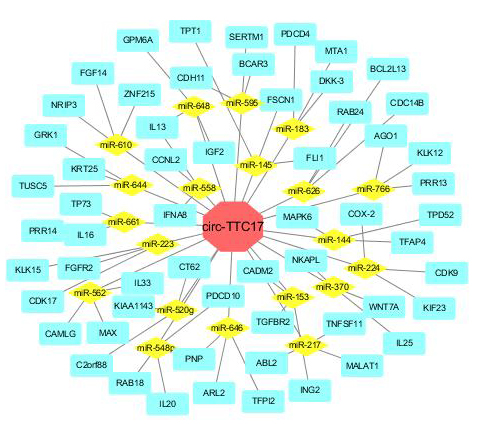 TPT1
GPM6A
SERTM1
PDCD4
MTA1
BCAR3
CDH11
BCL2L13
FGF14
DKK-3
ZNF215
FSCN1
miR-648
miR-595
NRIP3
RAB24
CDC14B
IL13
miR-183
GRK1
AGO1
miR-610
IGF2
KLK12
CCNL2
FLI1
miR-145
KRT25
PRR13
TUSC5
miR-644
miR-558
miR-626
miR-766
TP73
IFNA8
COX-2
TPD52
miR-661
MAPK6
circ-TTC17
PRR14
IL16
miR-144
TFAP4
miR-223
NKAPL
KLK15
FGFR2
CT62
CADM2
miR-224
CDK9
IL33
miR-370
CDK17
miR-562
PDCD10
miR-153
KIAA1143
miR-520g
WNT7A
KIF23
TGFBR2
TNFSF11
CAMLG
MAX
miR-646
IL25
miR-548p
miR-217
C2orf88
PNP
ABL2
MALAT1
RAB18
ARL2
ING2
IL20
TFPI2